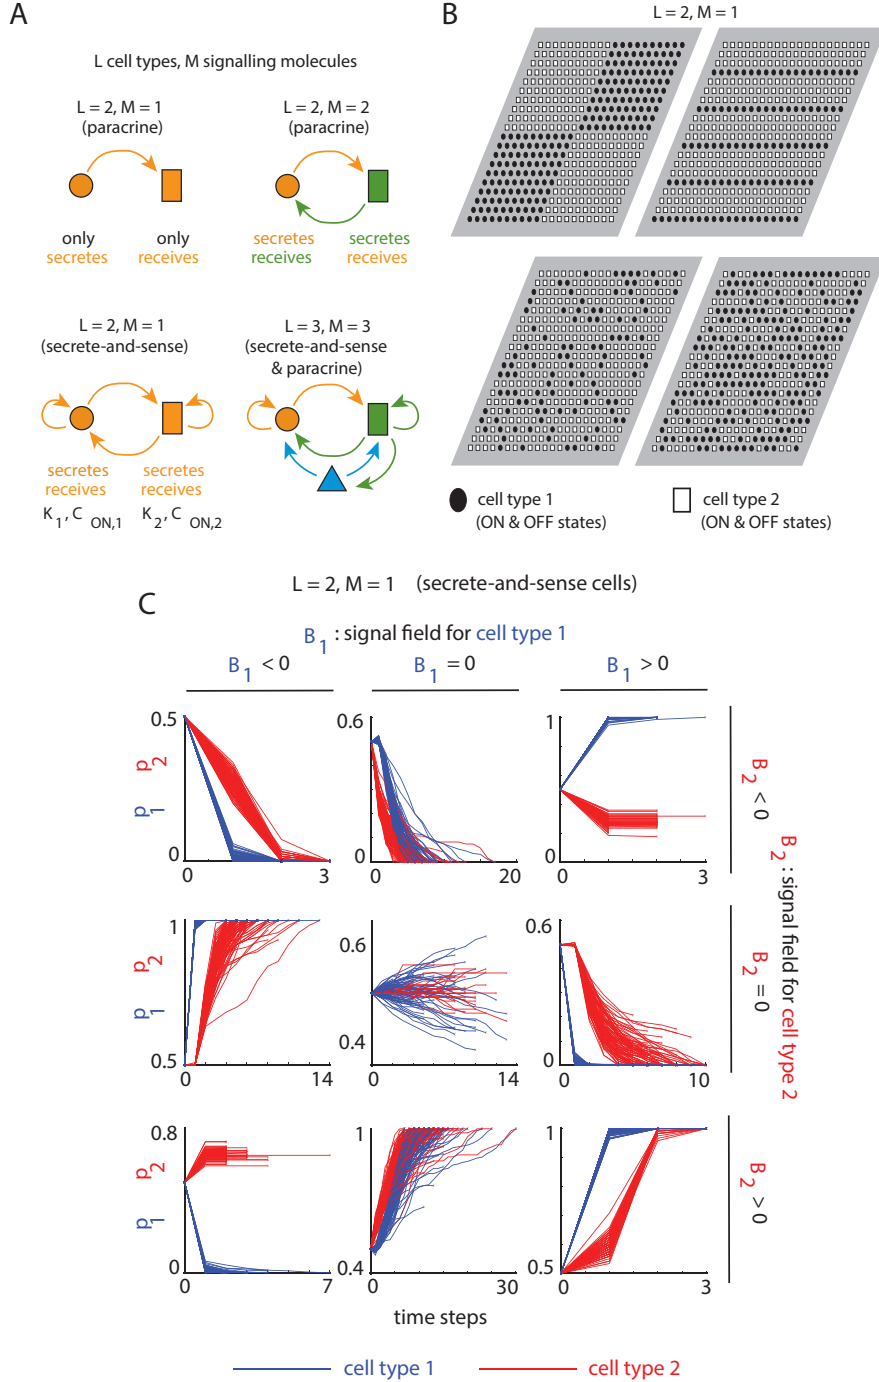 A
L cell types, M signalling molecules
L = 2, M = 1
(paracrine)
L = 2, M = 2
(paracrine)
only
secretes
only
receives
secretes
receives
secretes
receives
L = 2, M = 1
(secrete-and-sense)
L = 3, M = 3
(secrete-and-sense
& paracrine)
secretes
receives
K1, C ON,1
secretes
receives
K2, C ON,2
B
L = 2, M = 1
cell type 1
(ON & OFF states)
cell type 2
(ON & OFF states)
C
L = 2, M = 1 (secrete-and-sense cells)
B1 : signal field for cell type 1
B1 < 0
B1 = 0
B1 > 0
0.5
p2
p1
0
0
3
0.6
0
0
20
1
0
0
3
B2 < 0
1
p2
p1
0.5
0
14
0.6
0.4
0
14
0.6
0
0
10
B2 = 0
B2 : signal field for cell type 2
0.8
p2
p1
0
0
7
1
0.4
0
30
1
0.5
0
3
B2 > 0
time steps
cell type 1
cell type 2